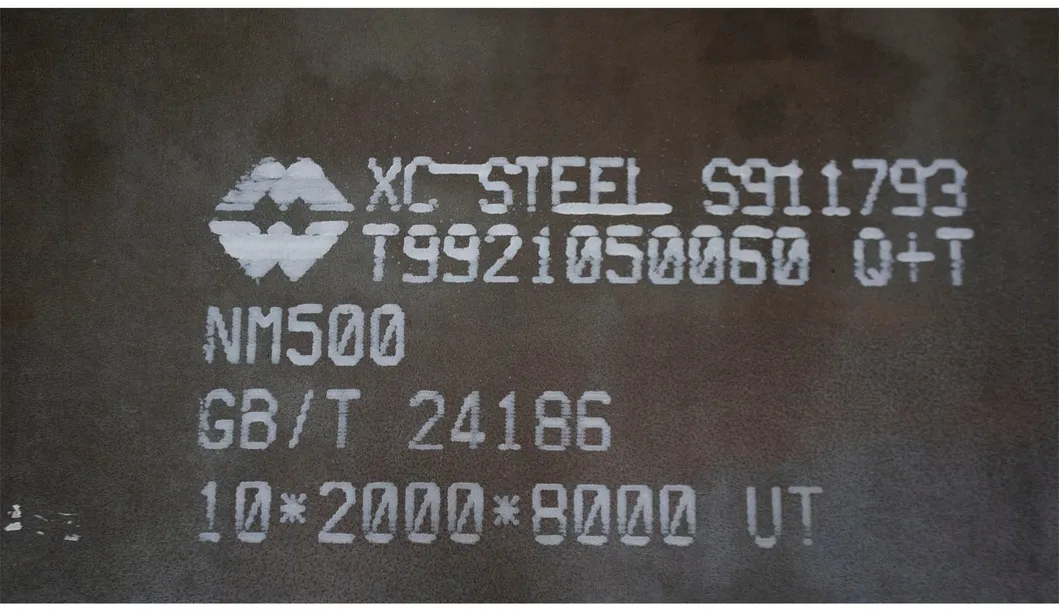 XC STEEL S911793
T9921050060 Q+T
NM500
GB/T 24186
10*2000*8000 UT